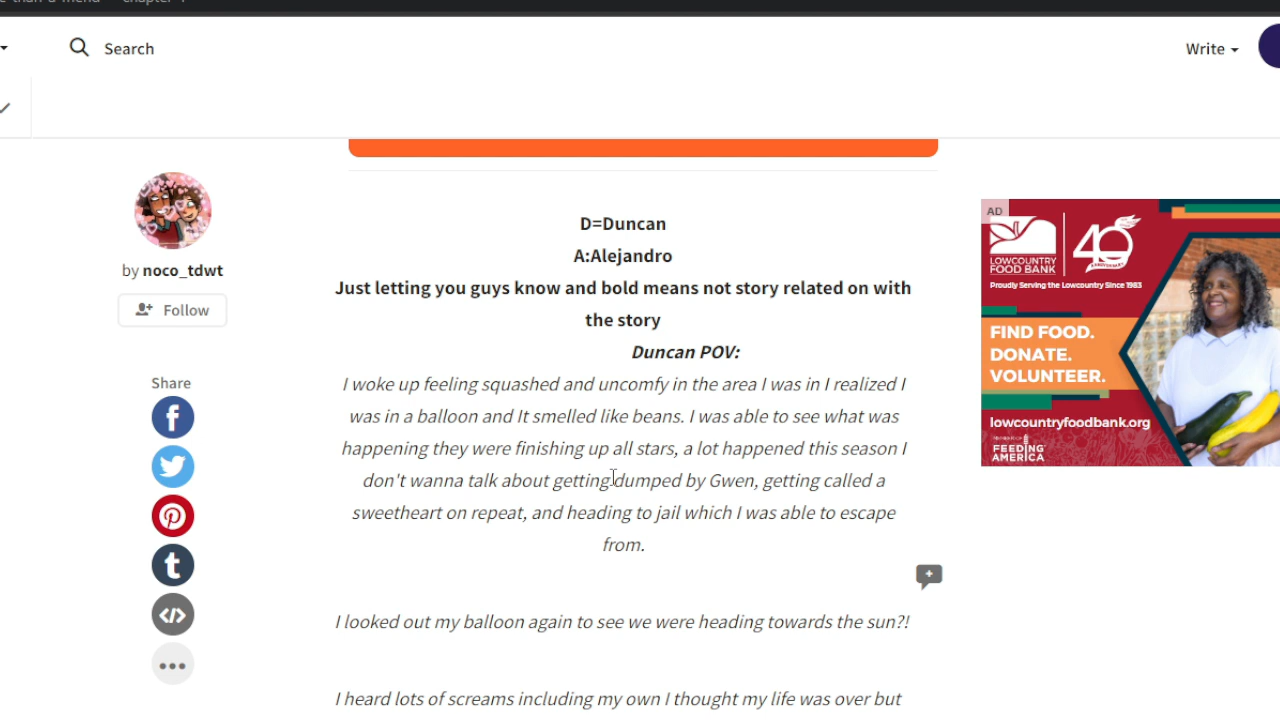 Search
Write
by noco_tdwt
Follow
Share
D=Duncan
A:Alejandro
Just letting you guys know and bold means not story related on with
the story
Duncan POV:
I woke up feeling squashed and uncomfy in the area I was in I realized I
was in a balloon and It smelled like beans. I was able to see what was
happening they were finishing up all stars, a lot happened this season I
don't wanna talk about getting dumped by Gwen, getting called a
sweetheart on repeat, and heading to jail which I was able to escape
from.
I looked out my balloon again to see we were heading towards the sun?!
I heard lots of screams including my own I thought my life was over but
AD
LOWCOUNTRY
FOOD BANK
40
ANNIVERSARY
Proudly Serving the Lowcountry Since 1983
FIND FOOD.
DONATE.
VOLUNTEER.
lowcountryfoodbank.org
MEMBER OF
FEEDING
AMERICA